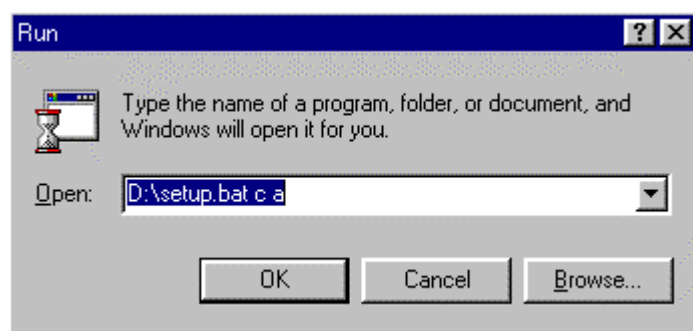 Run
Type the name of a program, folder, or document, and
Windows will open it for you.
Open: D:\setup.bat c a
OK Cancel Browse...